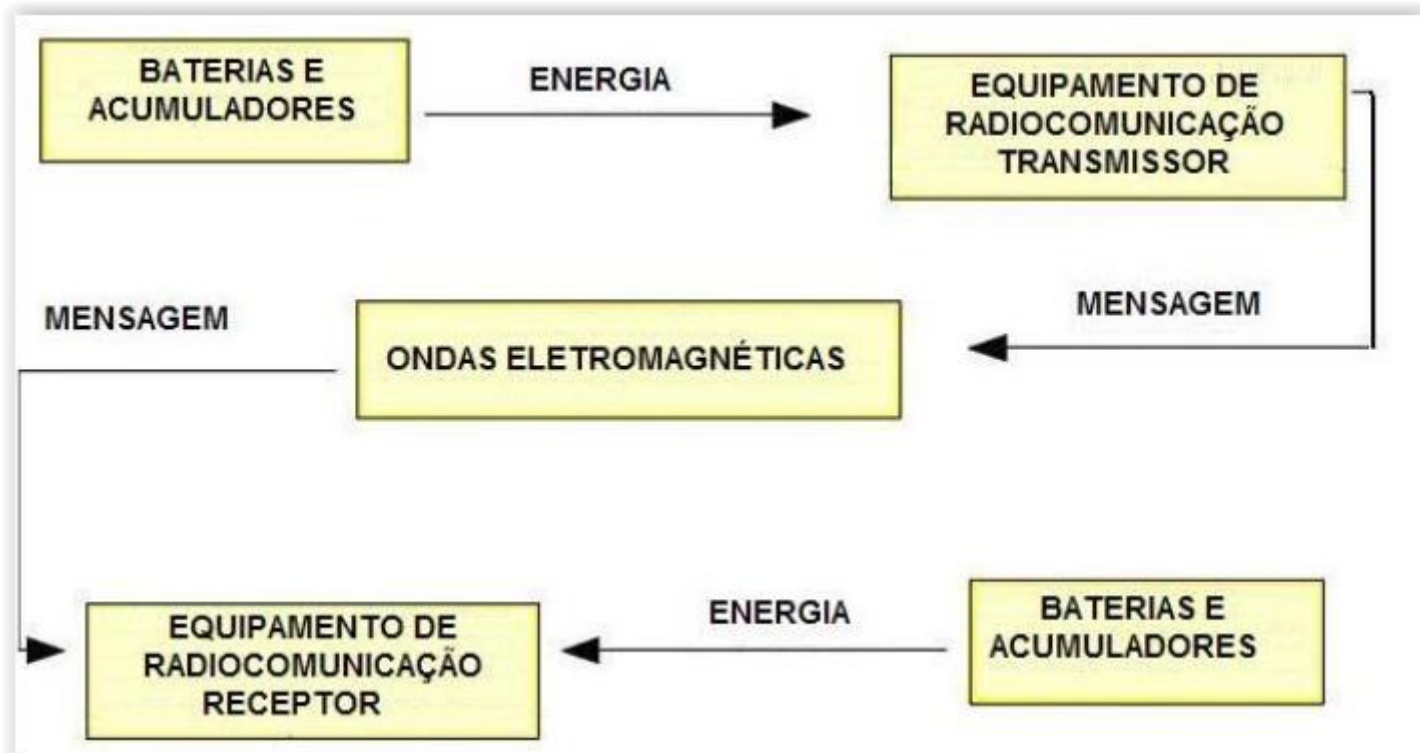 BATERIAS E
ACUMULADORES
ENERGIA
EQUIPAMENTO DE
RADIOCOMUNICAÇÃO
TRANSMISSOR
MENSAGEM
ONDAS ELETROMAGNÉTICAS
MENSAGEM
EQUIPAMENTO DE
RADIOCOMUNICAÇÃO
RECEPTOR
ENERGIA
BATERIAS E
ACUMULADORES